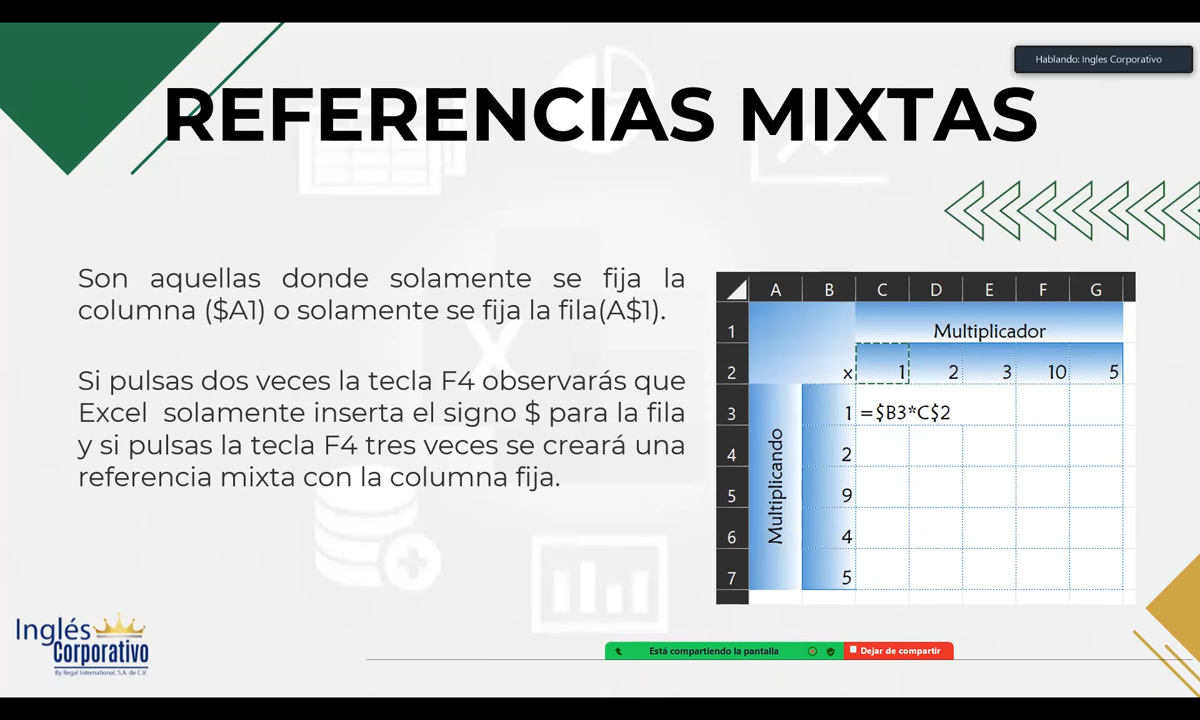 Hablando: Ingles Corporativo
REFERENCIAS MIXTAS
Son aquellas donde solamente se fija la
columna ($A1) o solamente se fija la fila(A$1).
Si pulsas dos veces la tecla F4 observarás que
Excel solamente inserta el signo $ para la fila
y si pulsas la tecla F4 tres veces se creará una
referencia mixta con la columna fija.
A B C D E F G
1 Multiplicador
2 x 1 2 3 10 5
3 1 =$B3*C$2
4 2
5 9
6 4
7 5
Multiplicando
Inglés
Corporativo
By Regal International, S.A. de C.V.
Está compartiendo la pantalla
Dejar de compartir